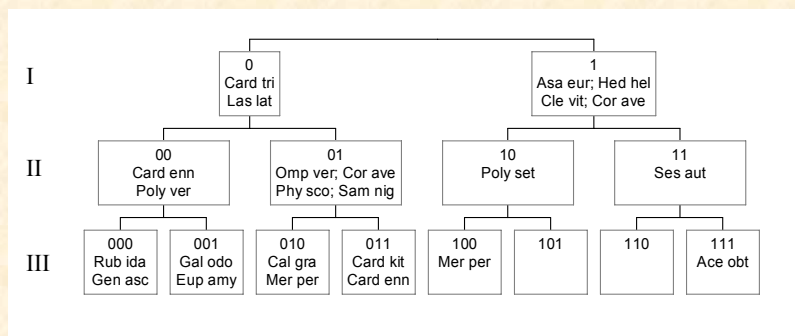 I
0
Card tri
Las lat
1
Asa eur; Hed hel
Cle vit; Cor ave
II
00
Card enn
Poly ver
01
Omp ver; Cor ave
Phy sco; Sam nig
10
Poly set
11
Ses aut
III
000
Rub ida
Gen asc
001
Gal odo
Eup amy
010
Cal gra
Mer per
011
Card kit
Card enn
100
Mer per
101
110
111
Ace obt